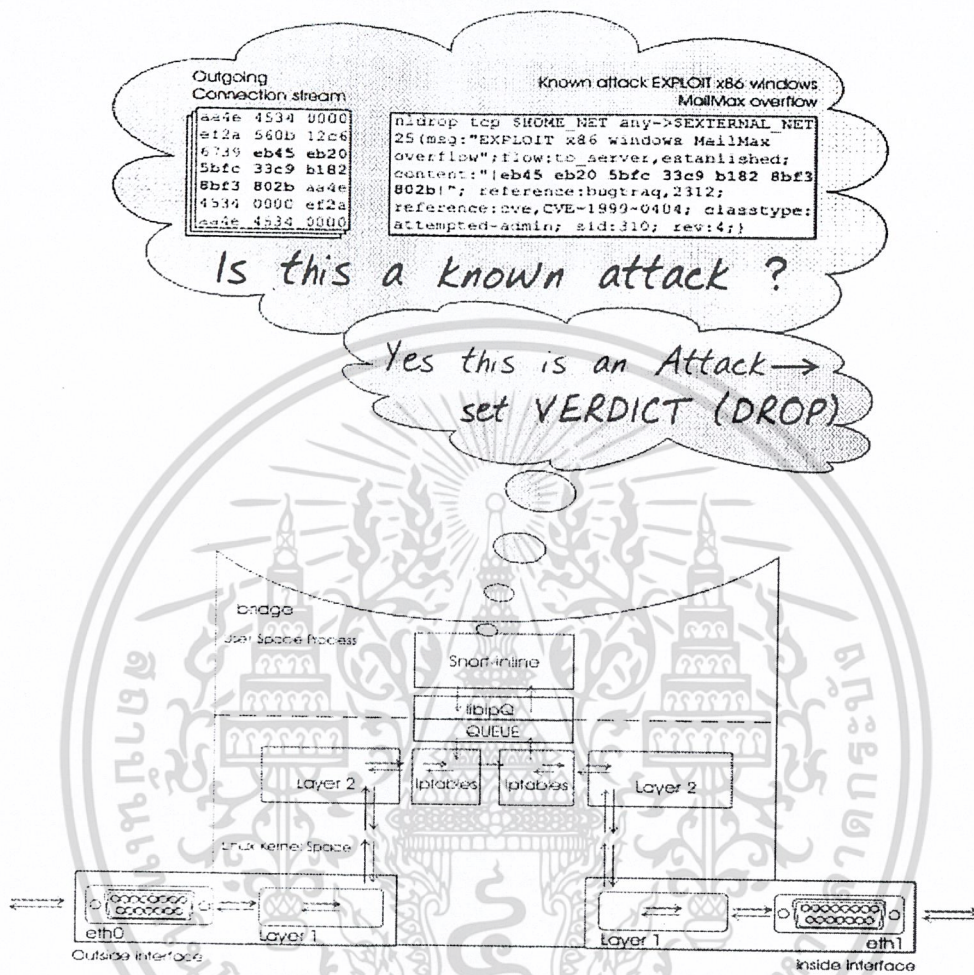 Outgoing
Connection stream
aa4e 4534 0000
ef2a 560b 12c6
6739 eb45 eb20
5bfc 33c9 b182
8bf3 802b aa4e
4534 0000 ef2a
aa4e 4534 0000
Known attack EXPLOIT x86 windows
MailMax overflow
drop tcp $HOME_NET any->$EXTERNAL_NET
25(msg:"EXPLOIT x86 windows MailMax
overflow";flow:to_server,established;
content:"|eb45 eb20 5bfc 33c9 b182 8bf3
802b|"; reference:bugtraq,2312;
reference:cve,CVE-1999-0404; classtype:
attempted-admin; sid:310; rev:4;)
Is this a known attack ?
Yes this is an Attack→
set VERDICT (DROP)
bridge
User Space Process
Snort-inline
libipQ
QUEUE
Layer 2
Iptables
Iptables
Layer 2
Linux Kernel Space
eth0
Layer 1
Layer 1
eth1
Outside interface
Inside Interface